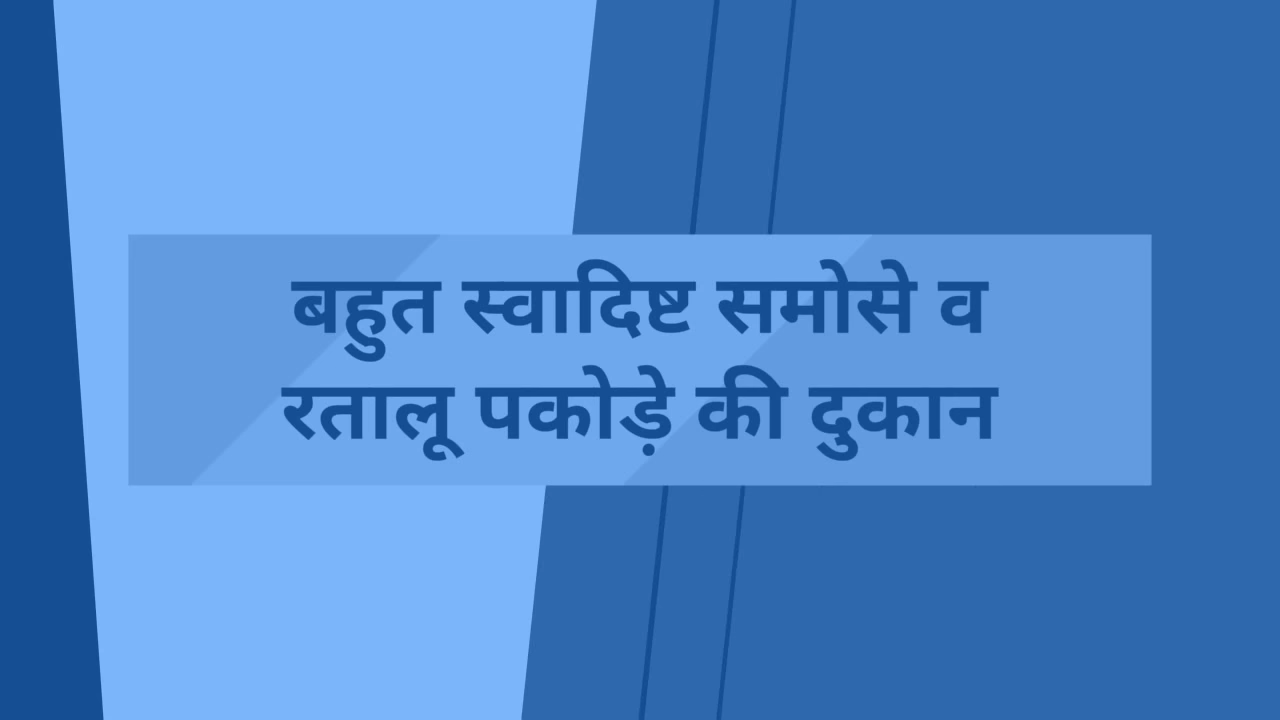 बहुत स्वादिष्ट समोसे व
रतालू पकोड़े की दुकान